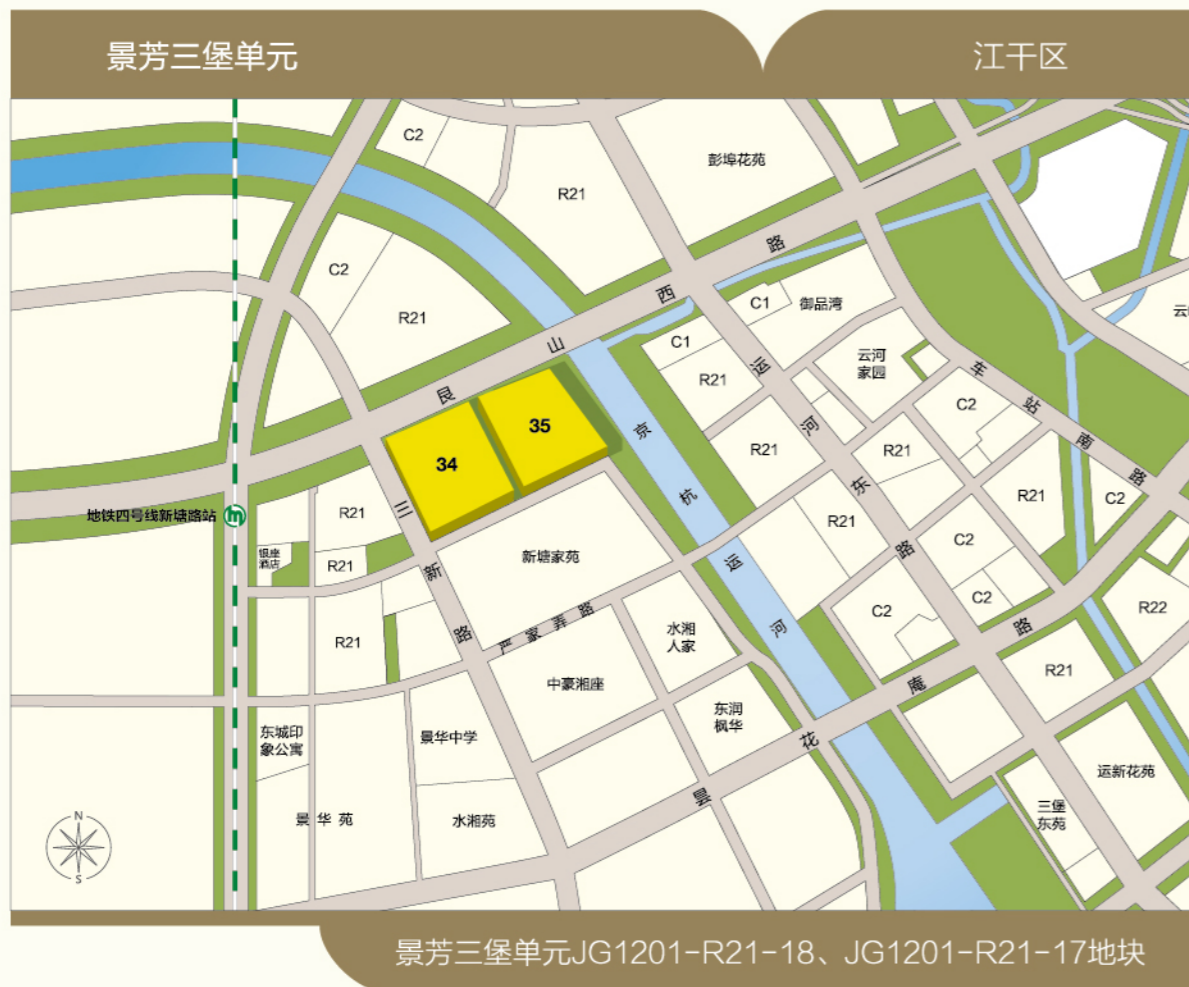 景芳三堡单元
江干区
C2
彭埠花苑
R21
艮山西路
C2
R21
C1
御品湾
C1
R21
云河
家园
运河东路
车站南路
34
35
京杭运河
R21
R21
C2
R21
C2
R21
C2
C2
C2
R22
R21
地铁四号线新塘路站
R21
银座
酒店
R21
三新路
新塘家苑
严家弄路
水湘
人家
R21
中豪湘座
东润
枫华
昙花庵路
东城印
象公寓
景华中学
景华苑
水湘苑
运新花苑
三堡
东苑
N
S
景芳三堡单元JG1201-R21-18、JG1201-R21-17地块